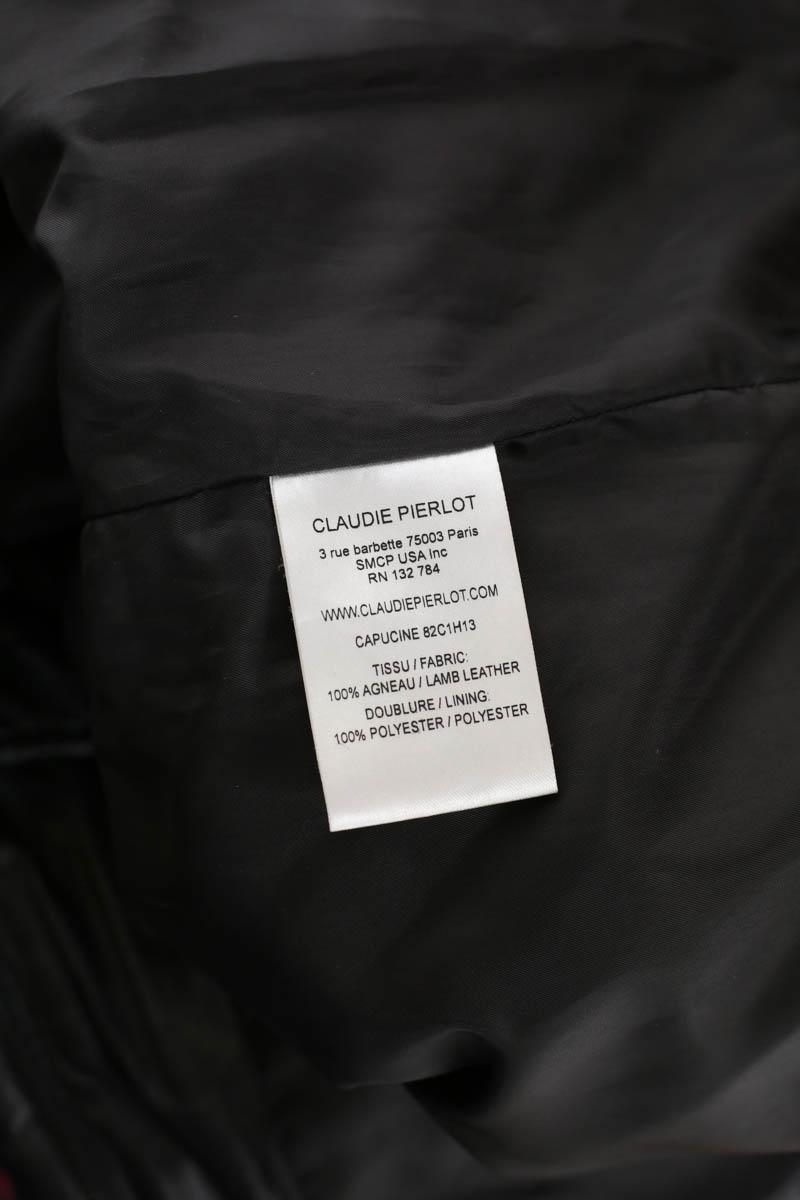 CLAUDIE PIERLOT
3 rue barbette 75003 Paris
SMCP USA Inc
RN 132 784
WWW.CLAUDIEPIERLOT.COM
CAPUCINE 82C1H13
TISSU / FABRIC:
100% AGNEAU / LAMB LEATHER
DOUBLURE / LINING:
100% POLYESTER / POLYESTER